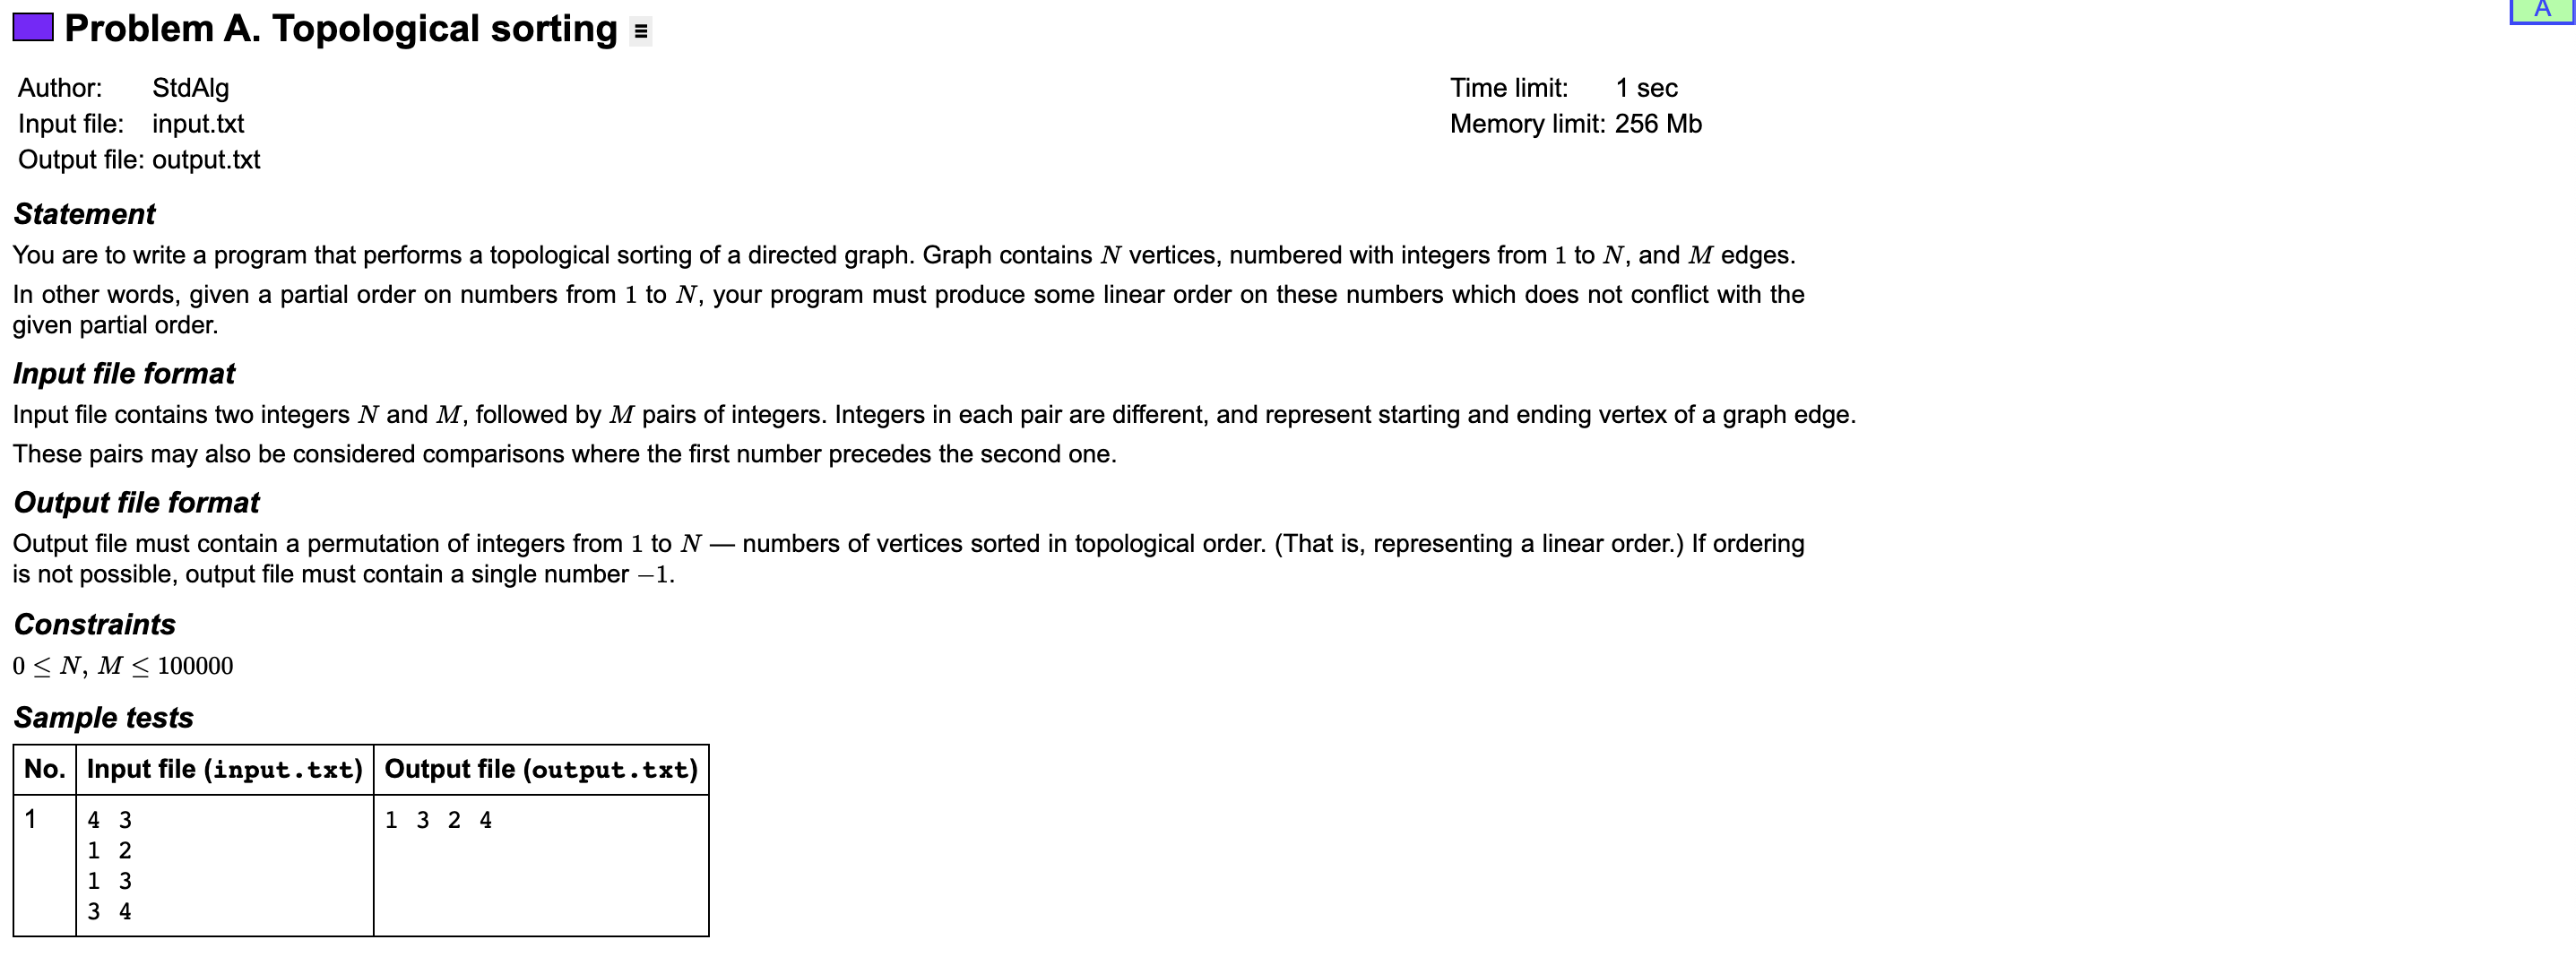 Problem A. Topological sorting ≡
A
Author: StdAlg
Time limit: 1 sec
Input file: input.txt
Memory limit: 256 Mb
Output file: output.txt
Statement
You are to write a program that performs a topological sorting of a directed graph. Graph contains N vertices, numbered with integers from 1 to N, and M edges.
In other words, given a partial order on numbers from 1 to N, your program must produce some linear order on these numbers which does not conflict with the
given partial order.
Input file format
Input file contains two integers N and M, followed by M pairs of integers. Integers in each pair are different, and represent starting and ending vertex of a graph edge.
These pairs may also be considered comparisons where the first number precedes the second one.
Output file format
Output file must contain a permutation of integers from 1 to N — numbers of vertices sorted in topological order. (That is, representing a linear order.) If ordering
is not possible, output file must contain a single number −1.
Constraints
0 ≤ N, M ≤ 100000
Sample tests
No. Input file (input.txt) Output file (output.txt)
1 4 3 1 3 2 4
1 2
1 3
3 4